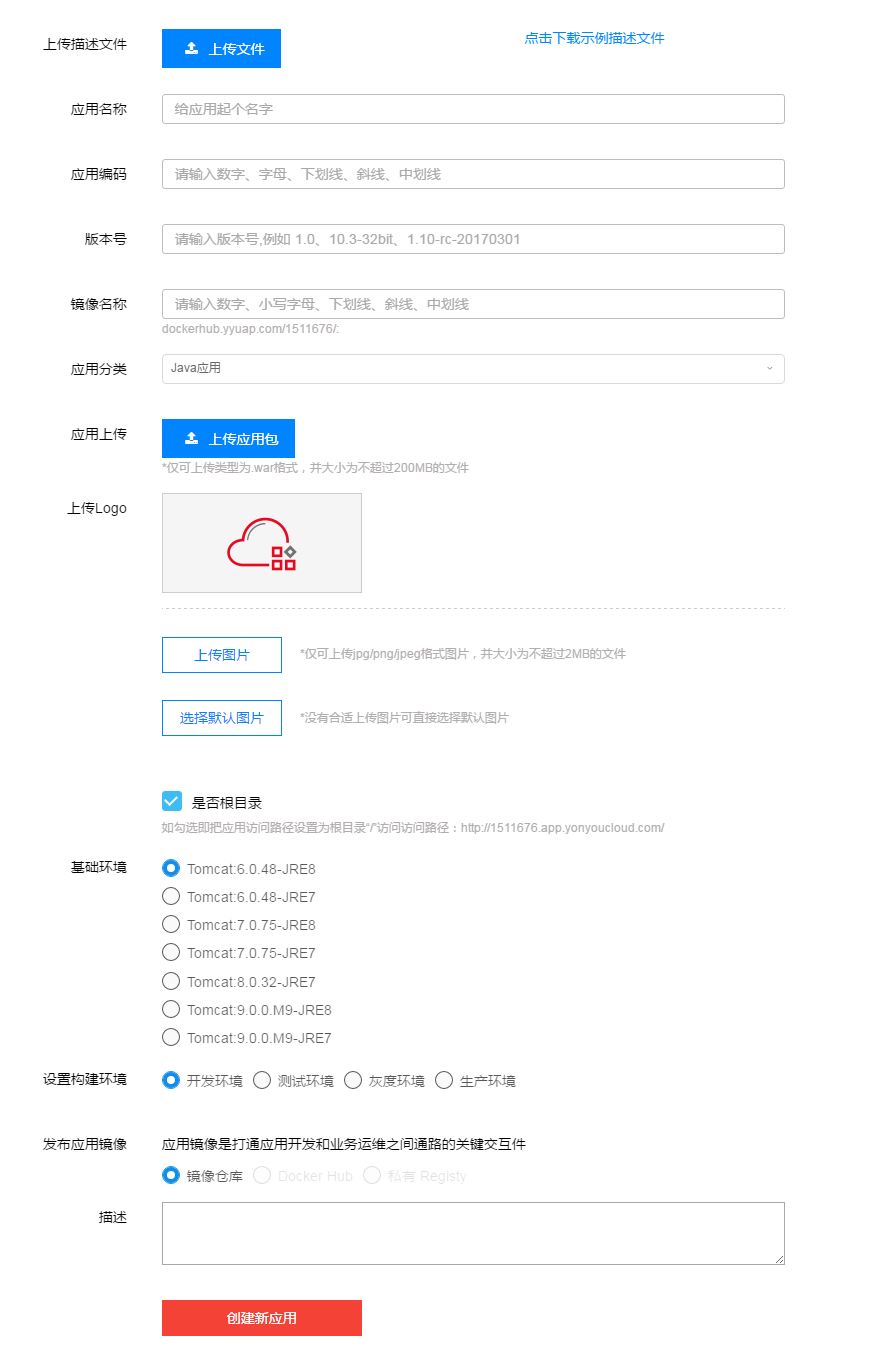 上传描述文件
上传文件
点击下载示例描述文件
应用名称
给应用起个名字
应用编码
请输入数字、字母、下划线、斜线、中划线
版本号
请输入版本号,例如 1.0、10.3-32bit、1.10-rc-20170301
镜像名称
请输入数字、小写字母、下划线、斜线、中划线
dockerhub.yyuap.com/1511676/:
应用分类
Java应用
应用上传
上传应用包
*仅可上传类型为.war格式，并大小为不超过200MB的文件
上传Logo
上传图片
*仅可上传jpg/png/jpeg格式图片，并大小为不超过2MB的文件
选择默认图片
*没有合适上传图片可直接选择默认图片
是否根目录
如勾选即把应用访问路径设置为根目录“/”访问访问路径：http://1511676.app.yonyoucloud.com/
基础环境
Tomcat:6.0.48-JRE8
Tomcat:6.0.48-JRE7
Tomcat:7.0.75-JRE8
Tomcat:7.0.75-JRE7
Tomcat:8.0.32-JRE7
Tomcat:9.0.0.M9-JRE8
Tomcat:9.0.0.M9-JRE7
设置构建环境
开发环境 测试环境 灰度环境 生产环境
发布应用镜像
应用镜像是打通应用开发和业务运维之间通路的关键交互件
镜像仓库 Docker Hub 私有 Registy
描述
创建新应用